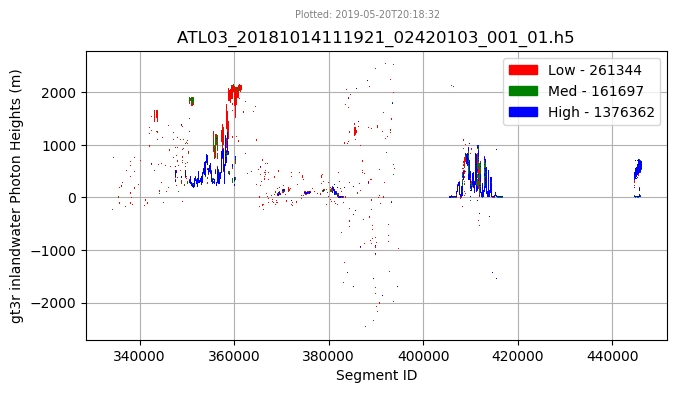 Plotted: 2019-05-20T20:18:32
ATL03_20181014111921_02420103_001_01.h5
gt3r inlandwater Photon Heights (m)
2000
1000
0
−1000
−2000
Low - 261344
Med - 161697
High - 1376362
340000 360000 380000 400000 420000 440000
Segment ID